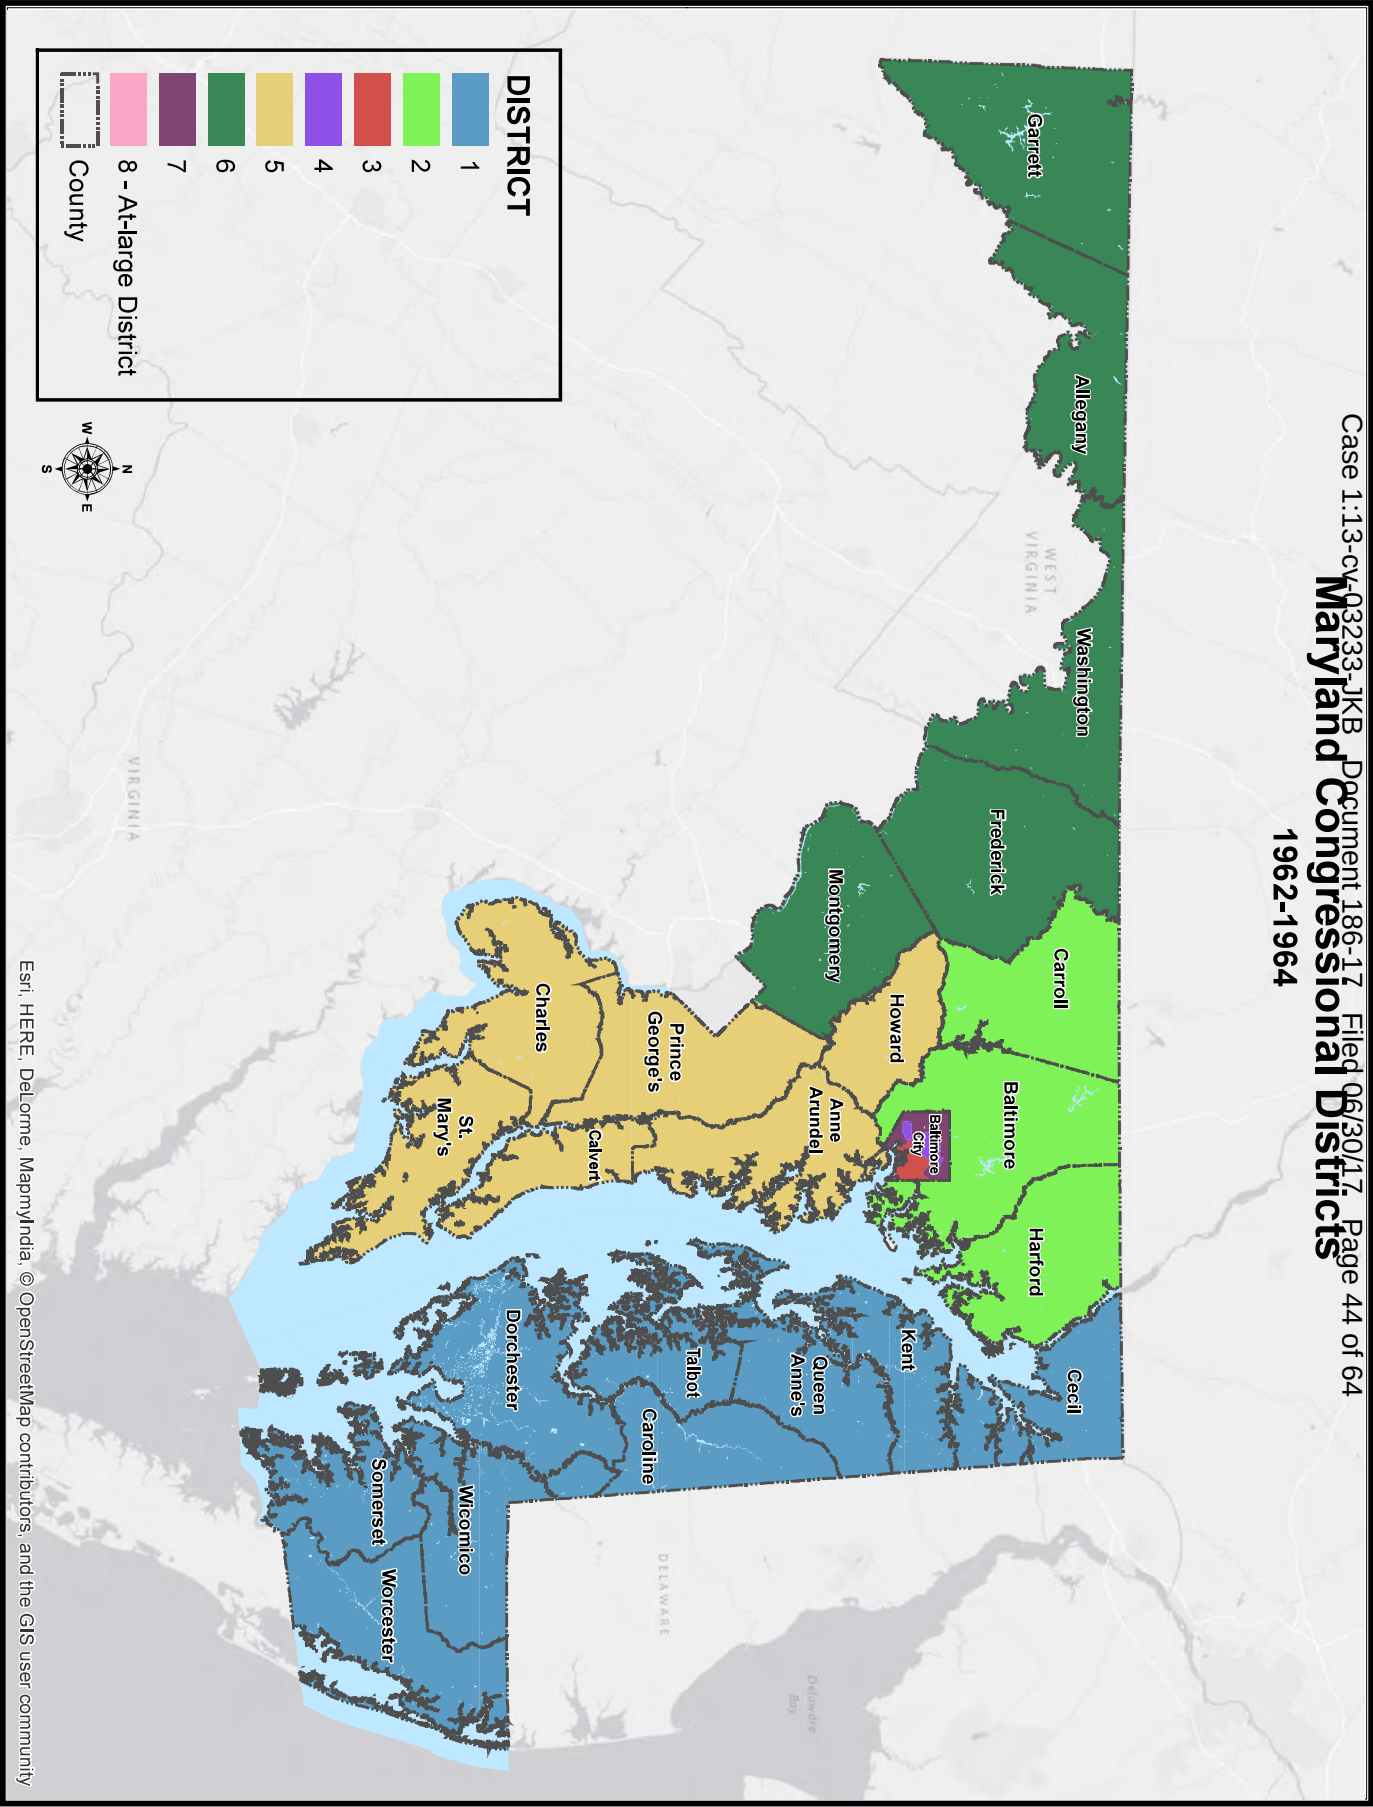 Case 1:13-cv-03233-JKB Document 186-17 Filed 06/30/17 Page 44 of 64
Maryland Congressional Districts
1962-1964
Garrett
Allegany
Washington
Frederick
Carroll
Baltimore
Harford
Cecil
Montgomery
Howard
Baltimore
City
Kent
Anne
Arundel
Queen
Anne's
Prince
George's
Talbot
Caroline
Charles
Calvert
Dorchester
St.
Mary's
Wicomico
Somerset
Worcester
WEST
VIRGINIA
VIRGINIA
DELAWARE
Delaware
Bay
DISTRICT
1
2
3
4
5
6
7
8 - At-large District
County
N
W
E
S
Esri, HERE, DeLorme, MapmyIndia, © OpenStreetMap contributors, and the GIS user community